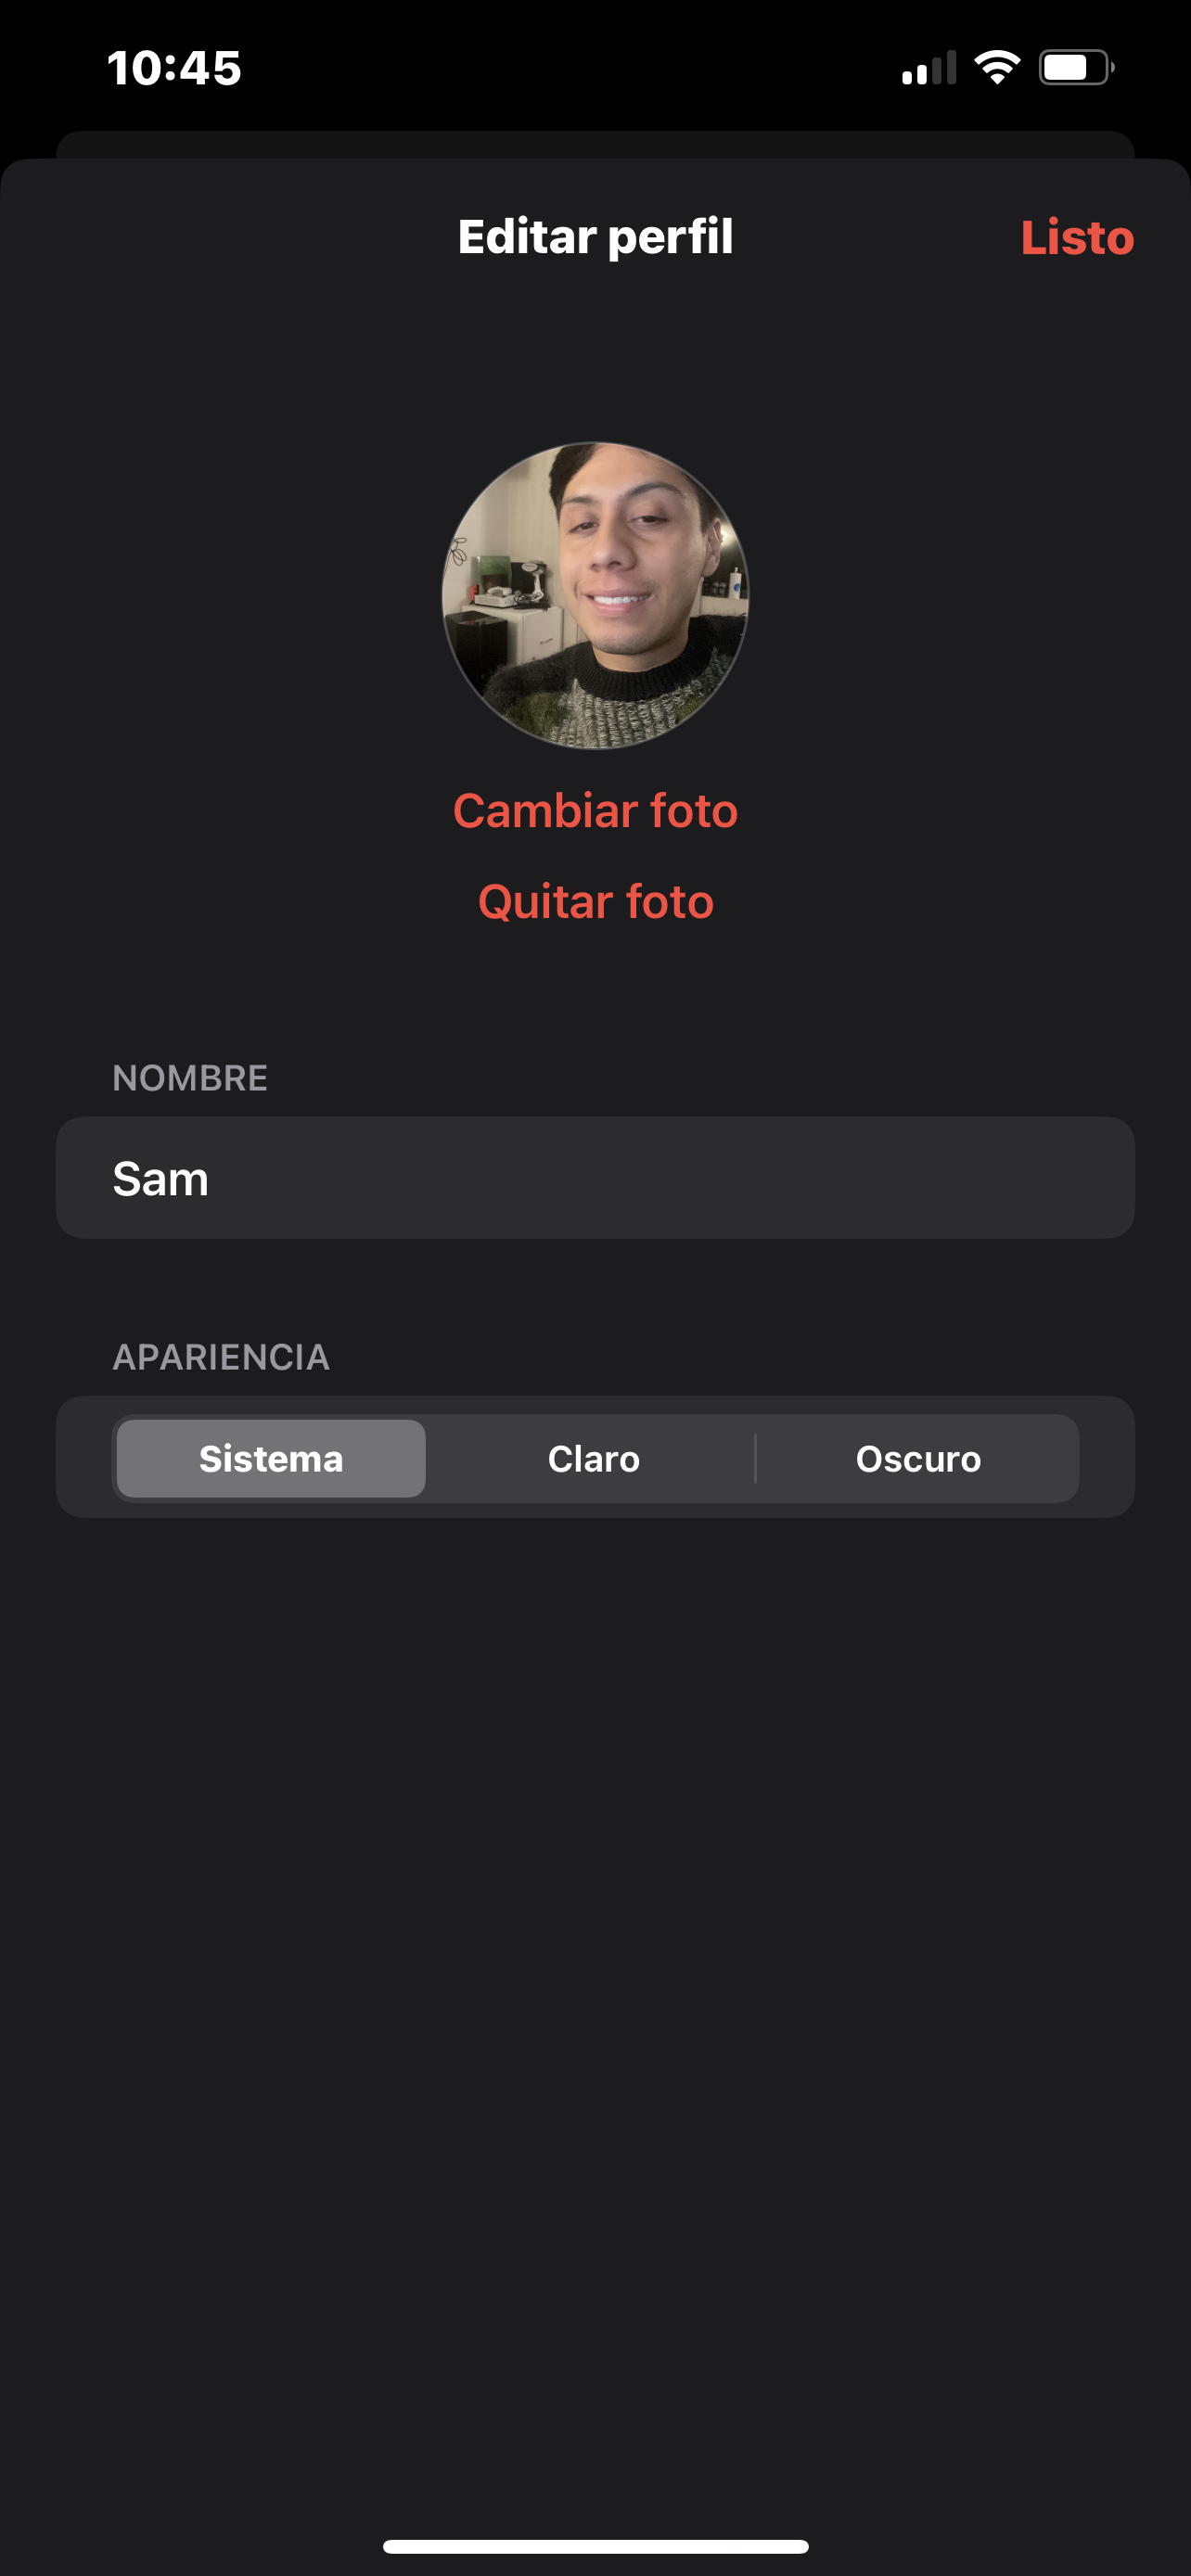 10:45
Editar perfil
Listo
Cambiar foto
Quitar foto
NOMBRE
Sam
APARIENCIA
Sistema
Claro
Oscuro